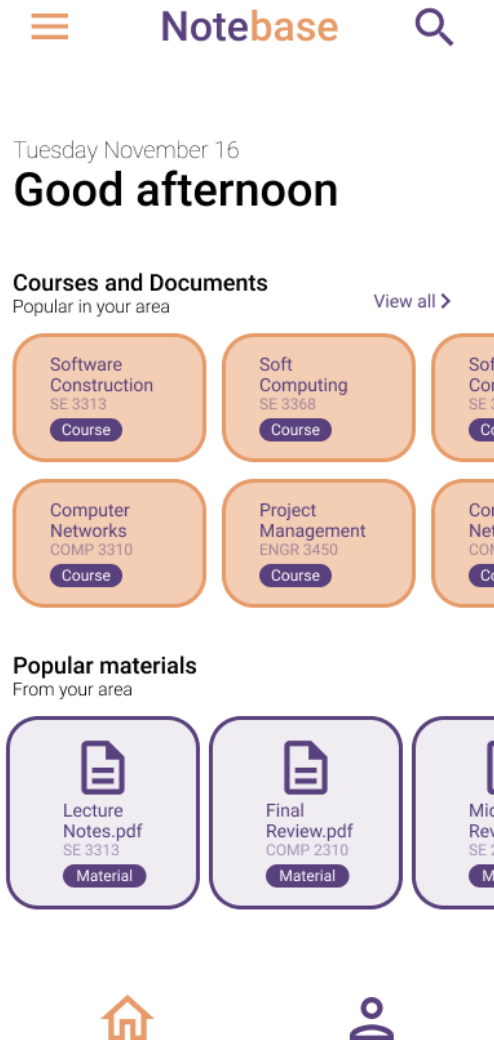 Notebase
Tuesday November 16
Good afternoon
Courses and Documents
Popular in your area
View all
Software
Construction
SE 3313
Course
Soft
Computing
SE 3368
Course
Computer
Networks
COMP 3310
Course
Project
Management
ENGR 3450
Course
Popular materials
From your area
Lecture
Notes.pdf
SE 3313
Material
Final
Review.pdf
COMP 2310
Material